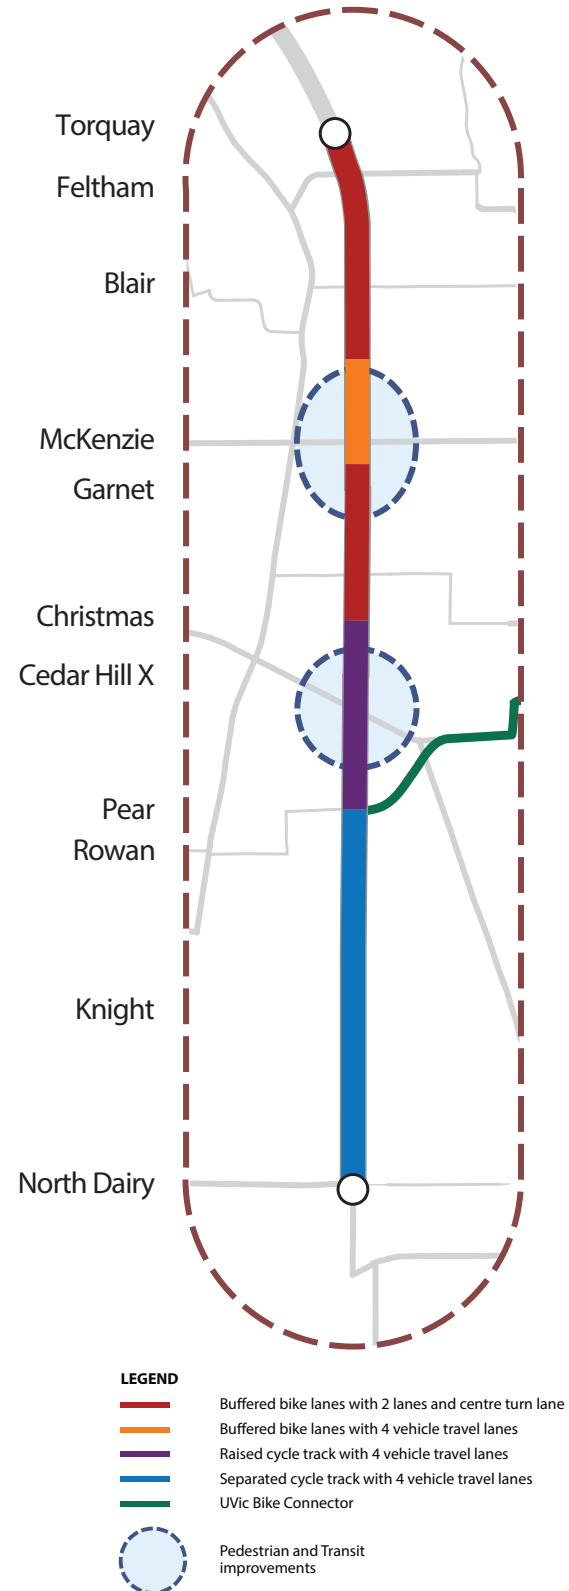 Torquay
Feltham
Blair
McKenzie
Garnet
Christmas
Cedar Hill X
Pear
Rowan
Knight
North Dairy
LEGEND
Buffered bike lanes with 2 lanes and centre turn lane
Buffered bike lanes with 4 vehicle travel lanes
Raised cycle track with 4 vehicle travel lanes
Separated cycle track with 4 vehicle travel lanes
UVic Bike Connector
Pedestrian and Transit
improvements